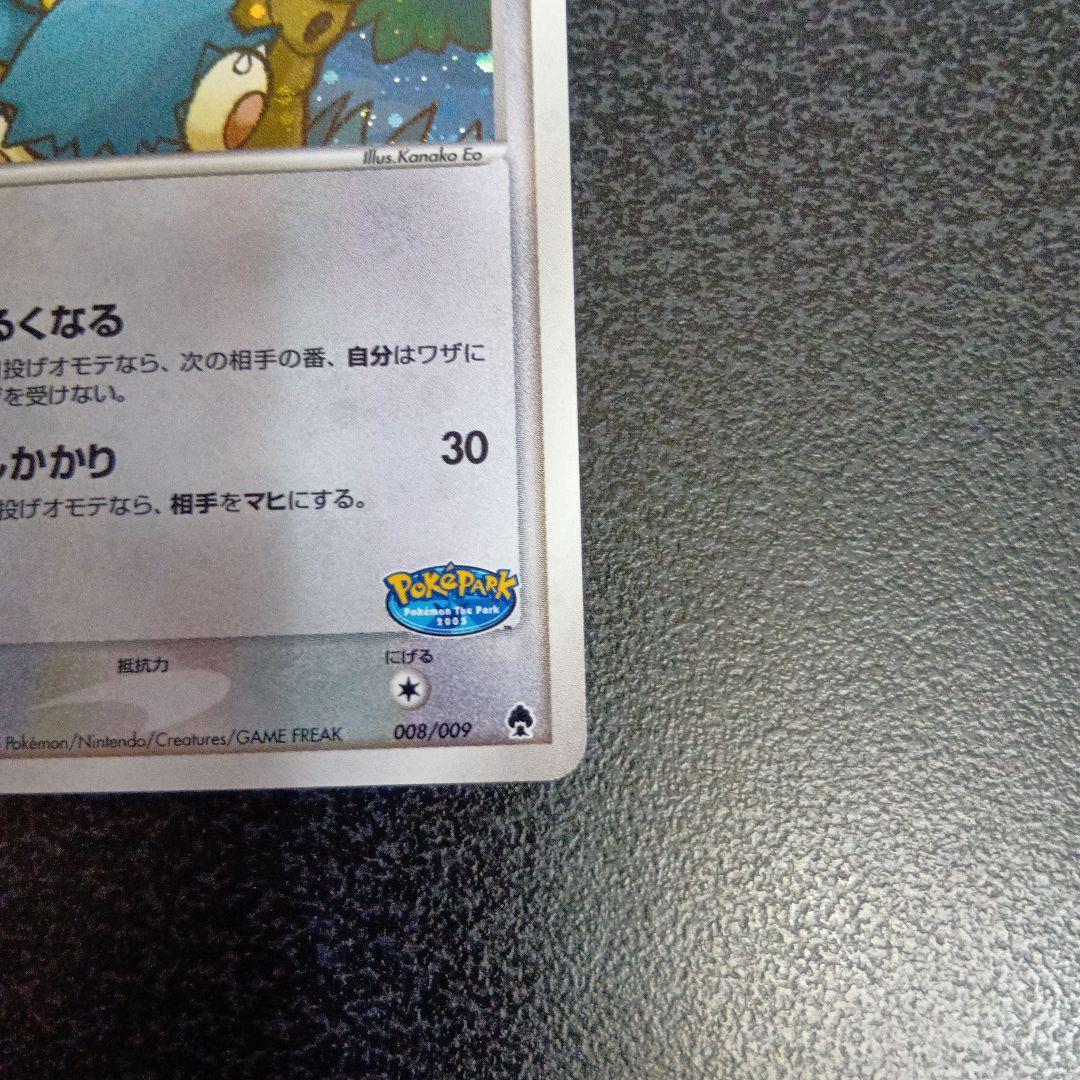 Illus.Kanako Eo
るくなる
投げオモテなら、次の相手の番、自分はワザに
を受けない。
しかかり 30
投げオモテなら、相手をマヒにする。
POKéPARK
Pokémon The Park
2005
抵抗力 にげる
Pokémon/Nintendo/Creatures/GAME FREAK 008/009